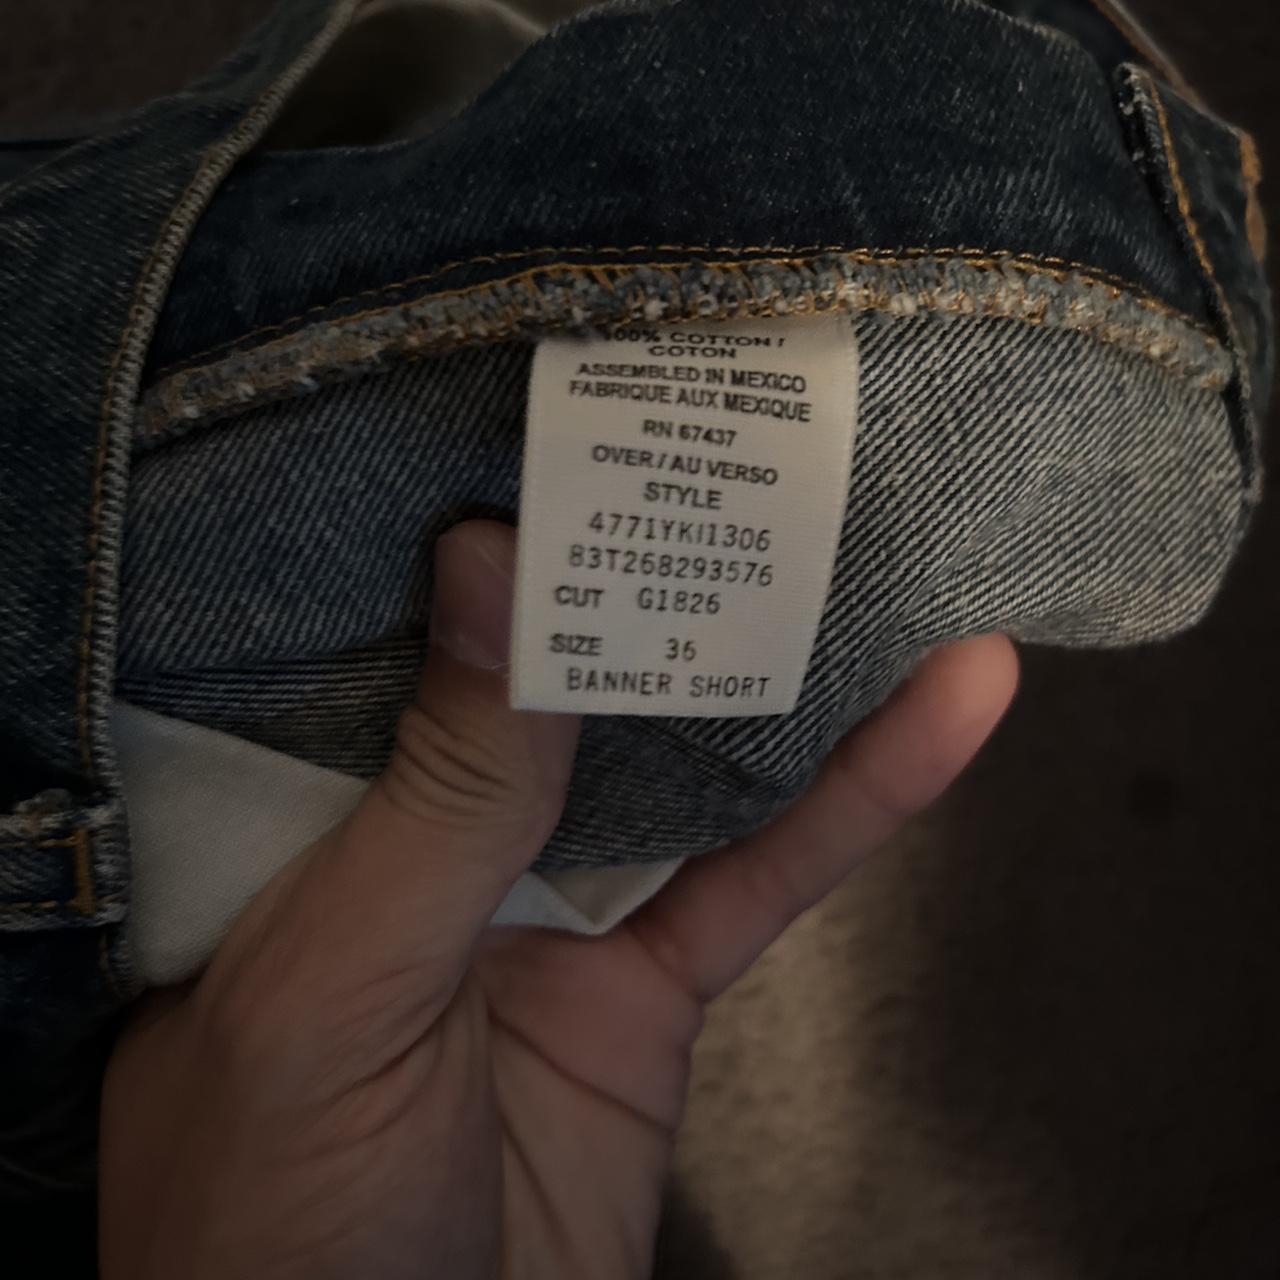 100% COTTON /
COTON
ASSEMBLED IN MEXICO
FABRIQUE AUX MEXIQUE
RN 67437
OVER / AU VERSO
STYLE
4771YKI1306
83T268293576
CUT G1826
SIZE 36
BANNER SHORT